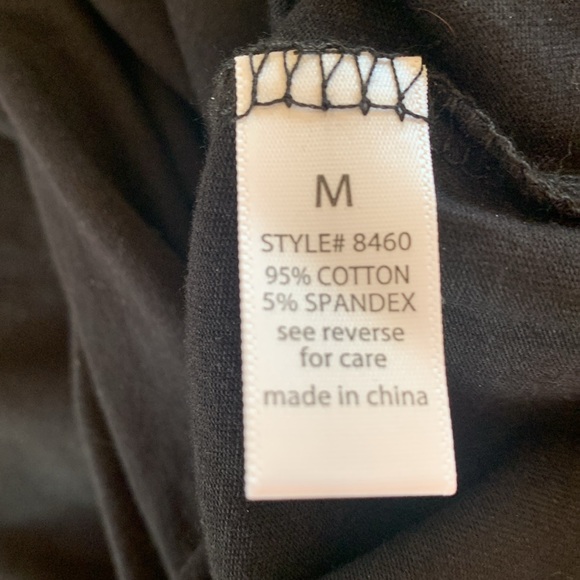 M
STYLE# 8460
95% COTTON
5% SPANDEX
see reverse
for care
made in china